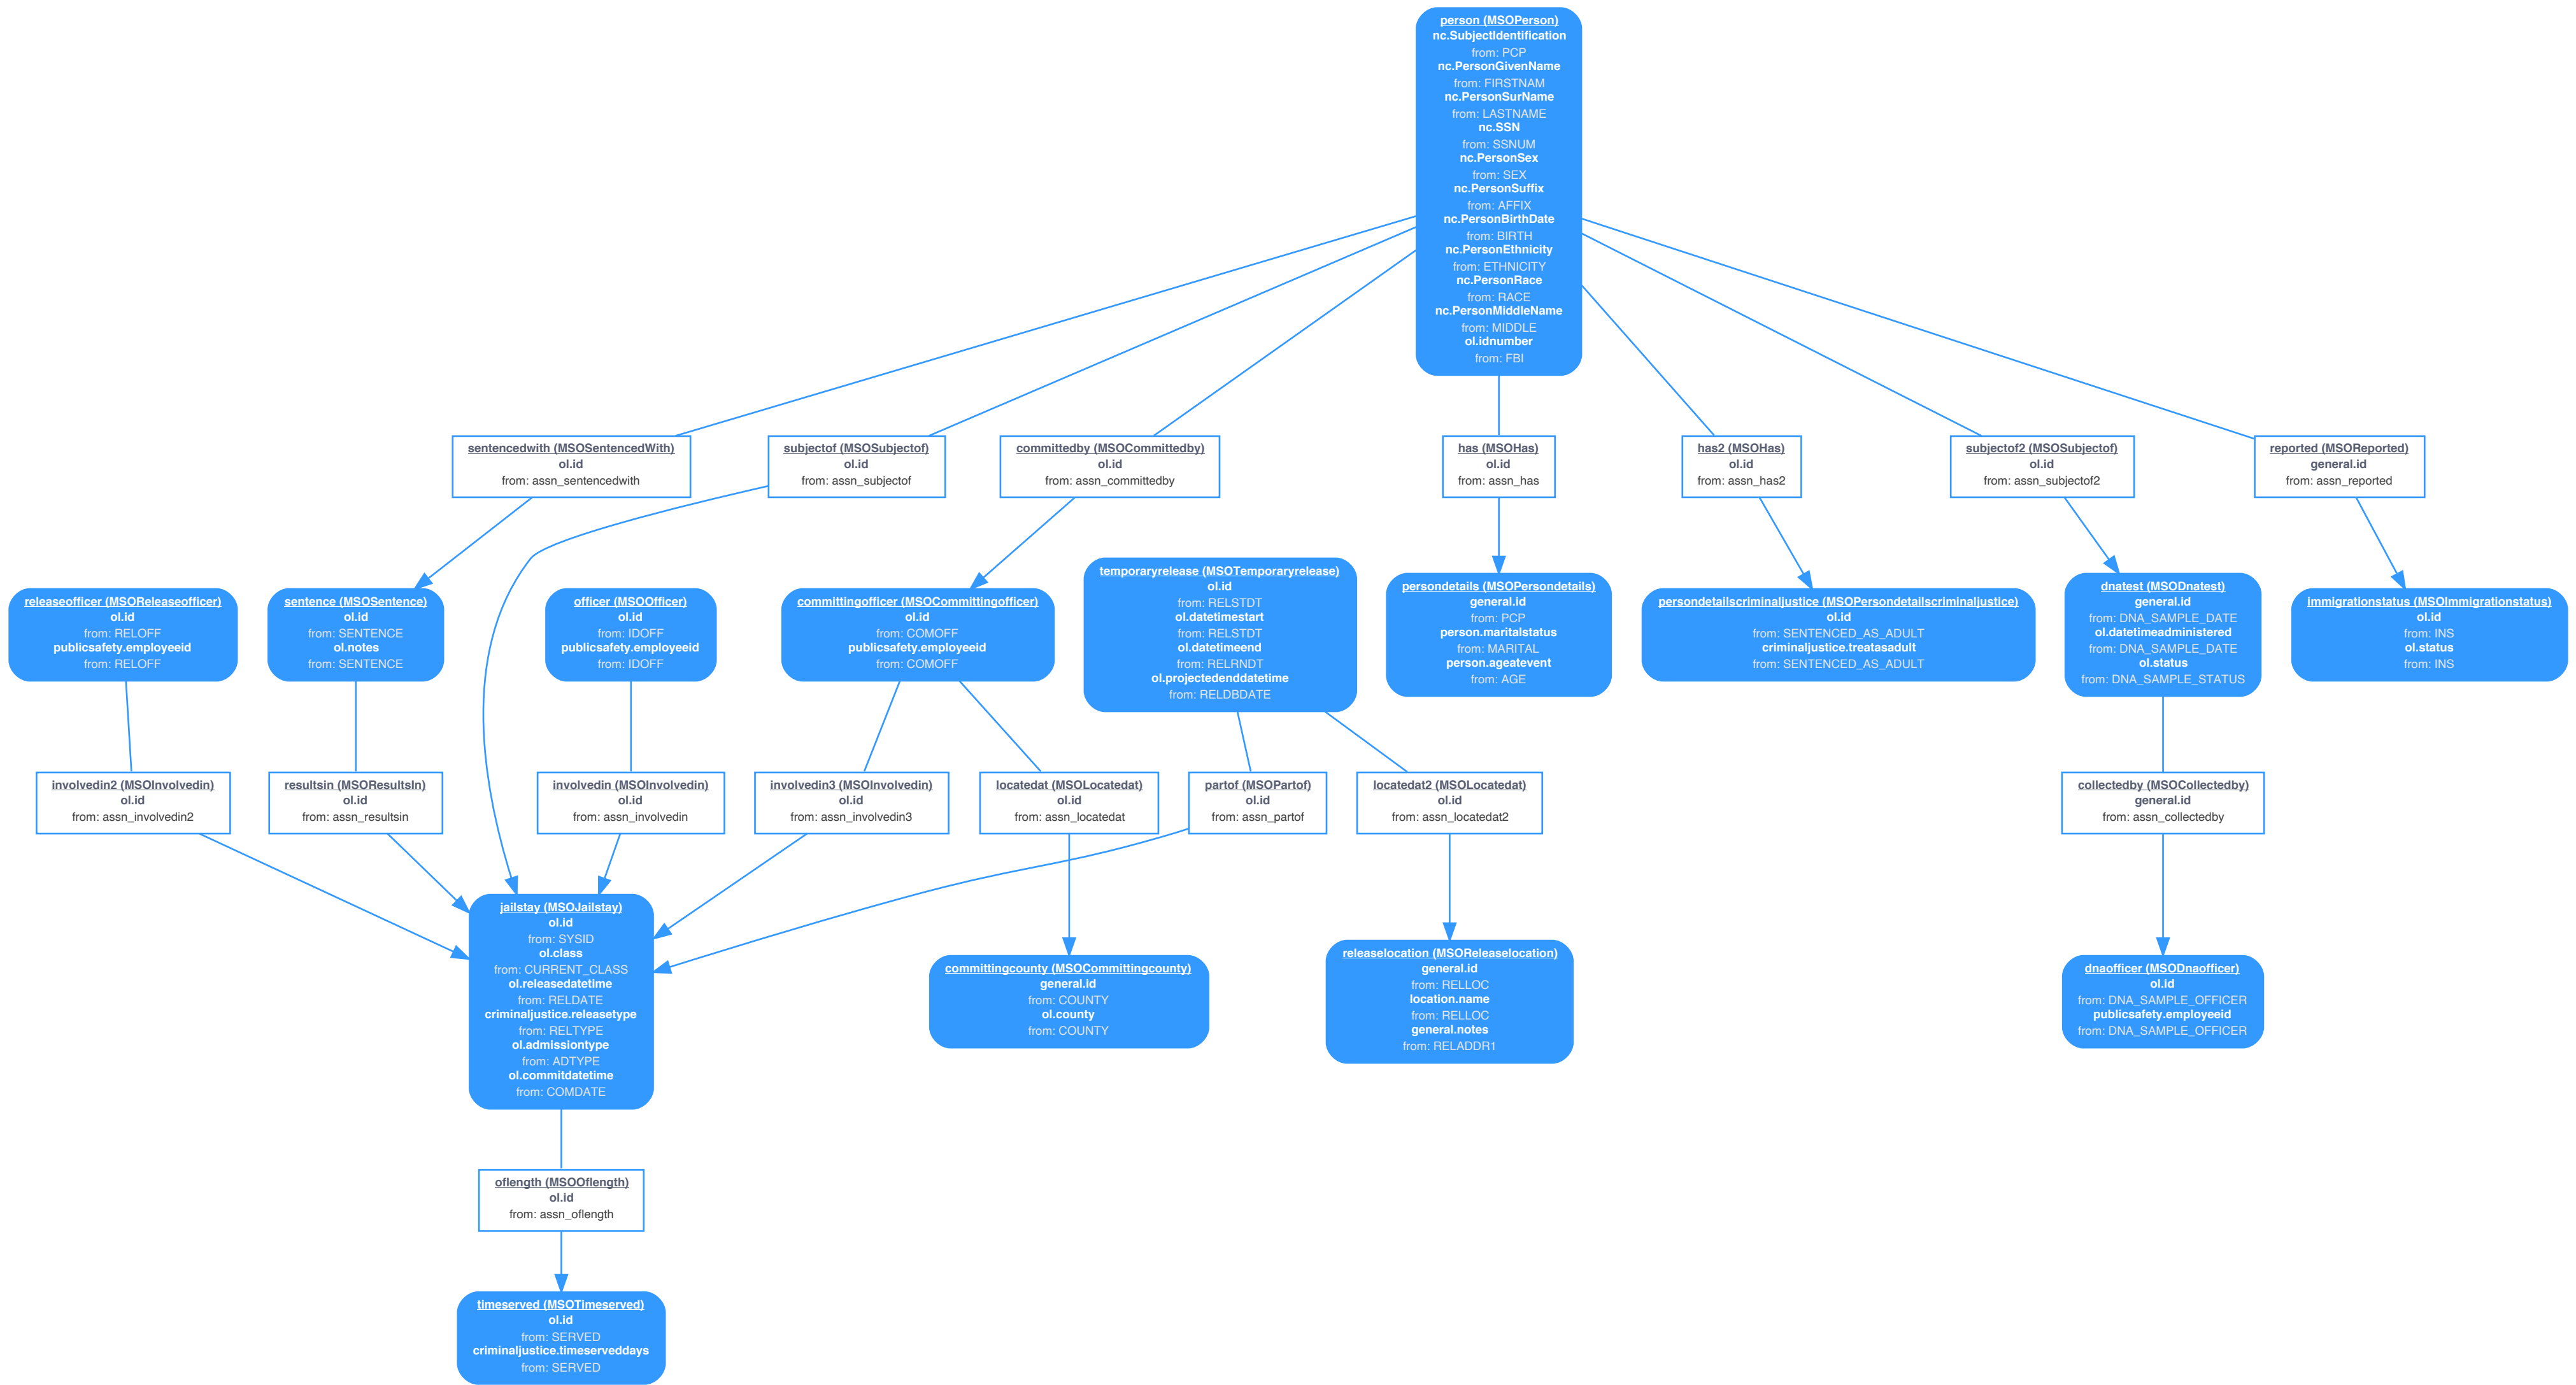 person (MSOPerson)
nc.SubjectIdentification
from: PCP
nc.PersonGivenName
from: FIRSTNAM
nc.PersonSurName
from: LASTNAME
nc.SSN
from: SSNUM
nc.PersonSex
from: SEX
nc.PersonSuffix
from: AFFIX
nc.PersonBirthDate
from: BIRTH
nc.PersonEthnicity
from: ETHNICITY
nc.PersonRace
from: RACE
nc.PersonMiddleName
from: MIDDLE
ol.idnumber
from: FBI
sentencedwith (MSOSentencedWith)
ol.id
from: assn_sentencedwith
subjectof (MSOSubjectof)
ol.id
from: assn_subjectof
committedby (MSOCommittedby)
ol.id
from: assn_committedby
has (MSOHas)
ol.id
from: assn_has
has2 (MSOHas)
ol.id
from: assn_has2
subjectof2 (MSOSubjectof)
ol.id
from: assn_subjectof2
reported (MSOReported)
general.id
from: assn_reported
releaseofficer (MSOReleaseofficer)
ol.id
from: RELOFF
publicsafety.employeeid
from: RELOFF
sentence (MSOSentence)
ol.id
from: SENTENCE
ol.notes
from: SENTENCE
officer (MSOOfficer)
ol.id
from: IDOFF
publicsafety.employeeid
from: IDOFF
committingofficer (MSOCommittingofficer)
ol.id
from: COMOFF
publicsafety.employeeid
from: COMOFF
temporaryrelease (MSOTemporaryrelease)
ol.id
from: RELSTDT
ol.datetimestart
from: RELSTDT
ol.datetimeend
from: RELRNDT
ol.projectedenddatetime
from: RELDBDATE
persondetails (MSOPersondetails)
general.id
from: PCP
person.maritalstatus
from: MARITAL
person.ageatevent
from: AGE
persondetailscriminaljustice (MSOPersondetailscriminaljustice)
ol.id
from: SENTENCED_AS_ADULT
criminaljustice.treatasadult
from: SENTENCED_AS_ADULT
dnatest (MSODnatest)
general.id
from: DNA_SAMPLE_DATE
ol.datetimeadministered
from: DNA_SAMPLE_DATE
ol.status
from: DNA_SAMPLE_STATUS
immigrationstatus (MSOImmigrationstatus)
ol.id
from: INS
ol.status
from: INS
involvedin2 (MSOInvolvedin)
ol.id
from: assn_involvedin2
resultsin (MSOResultsIn)
ol.id
from: assn_resultsin
involvedin (MSOInvolvedin)
ol.id
from: assn_involvedin
involvedin3 (MSOInvolvedin)
ol.id
from: assn_involvedin3
locatedat (MSOLocatedat)
ol.id
from: assn_locatedat
partof (MSOPartof)
ol.id
from: assn_partof
locatedat2 (MSOLocatedat)
ol.id
from: assn_locatedat2
collectedby (MSOCollectedby)
general.id
from: assn_collectedby
jailstay (MSOJailstay)
ol.id
from: SYSID
ol.class
from: CURRENT_CLASS
ol.releasedatetime
from: RELDATE
criminaljustice.releasetype
from: RELTYPE
ol.admissiontype
from: ADTYPE
ol.commitdatetime
from: COMDATE
committingcounty (MSOCommittingcounty)
general.id
from: COUNTY
ol.county
from: COUNTY
releaselocation (MSOReleaselocation)
general.id
from: RELLOC
location.name
from: RELLOC
general.notes
from: RELADDR1
dnaofficer (MSODnaofficer)
ol.id
from: DNA_SAMPLE_OFFICER
publicsafety.employeeid
from: DNA_SAMPLE_OFFICER
oflength (MSOOflength)
ol.id
from: assn_oflength
timeserved (MSOTimeserved)
ol.id
from: SERVED
criminaljustice.timeserveddays
from: SERVED